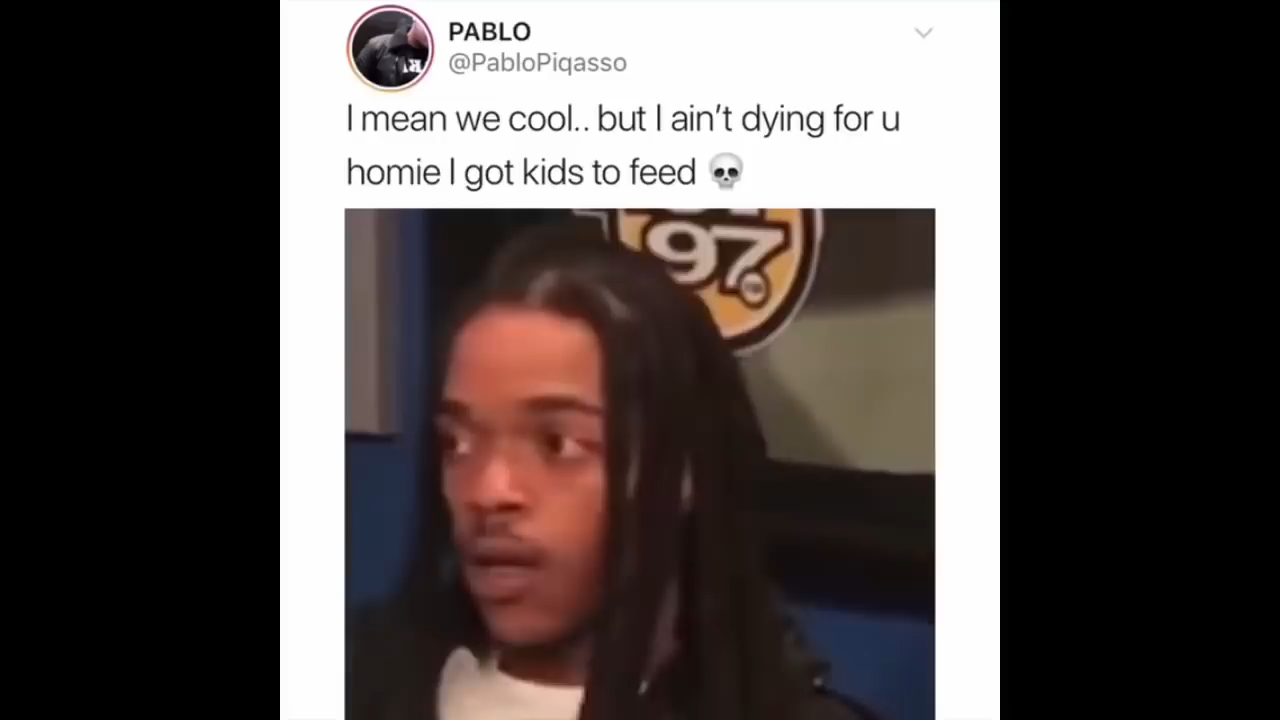 PABLO
@PabloPiqasso
I mean we cool.. but I ain't dying for u
homie I got kids to feed 💀
97